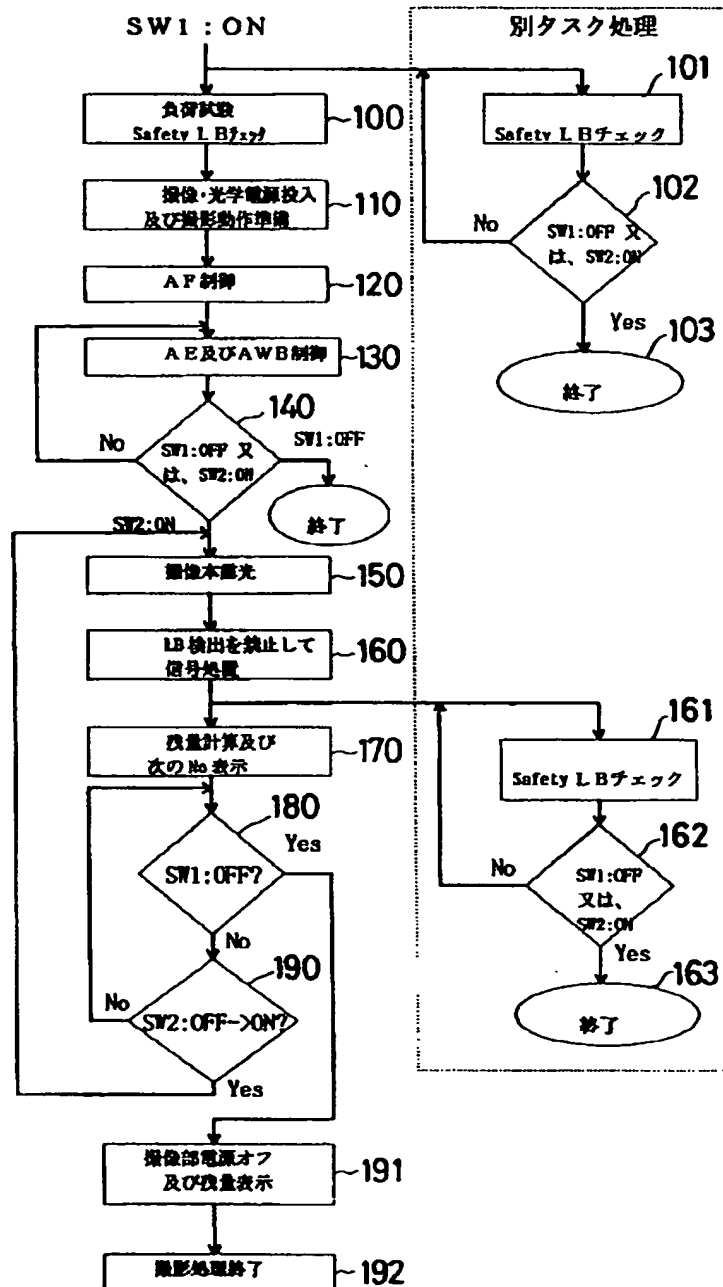 SW1:ON
負荷試験
Safety LBチェック
100
撮像・光学電源投入
及び撮影動作準備
110
AF制御
120
AE及びAWB制御
130
140
SW1:OFF 又
は、SW2:ON
No
SW1:OFF
終了
SW2:ON
撮像本露光
150
LB検出を禁止して
信号処置
160
残量計算及び
次のNo表示
170
180
SW1:OFF?
Yes
No
190
SW2:OFF->ON?
No
Yes
撮像部電源オフ
及び残量表示
191
撮影処理終了
192
別タスク処理
101
Safety LBチェック
102
SW1:OFF 又
は、SW2:ON
No
Yes
103
終了
161
Safety LBチェック
162
SW1:OFF
又は、
SW2:ON
No
Yes
163
終了